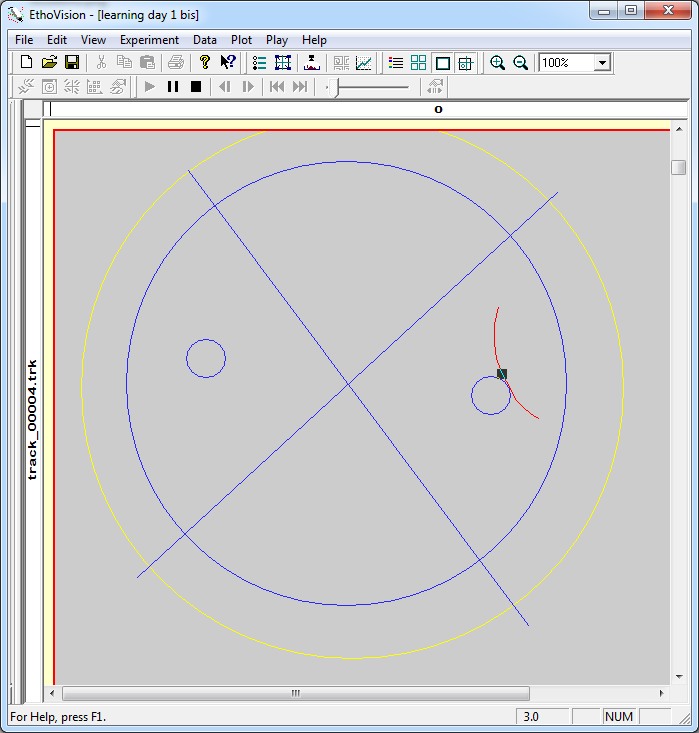 EthoVision - [learning day 1 bis]
File Edit View Experiment Data Plot Play Help
100%
O
track_00004.trk
For Help, press F1.
3.0
NUM